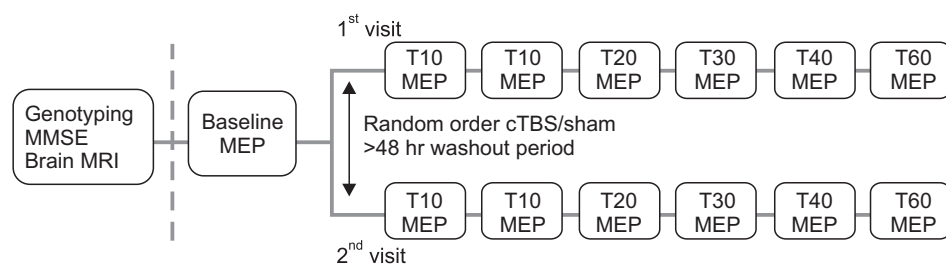 1st visit
T10 MEP
T10 MEP
T20 MEP
T30 MEP
T40 MEP
T60 MEP
Genotyping
MMSE
Brain MRI
Baseline
MEP
Random order cTBS/sham
>48 hr washout period
T10 MEP
T10 MEP
T20 MEP
T30 MEP
T40 MEP
T60 MEP
2nd visit